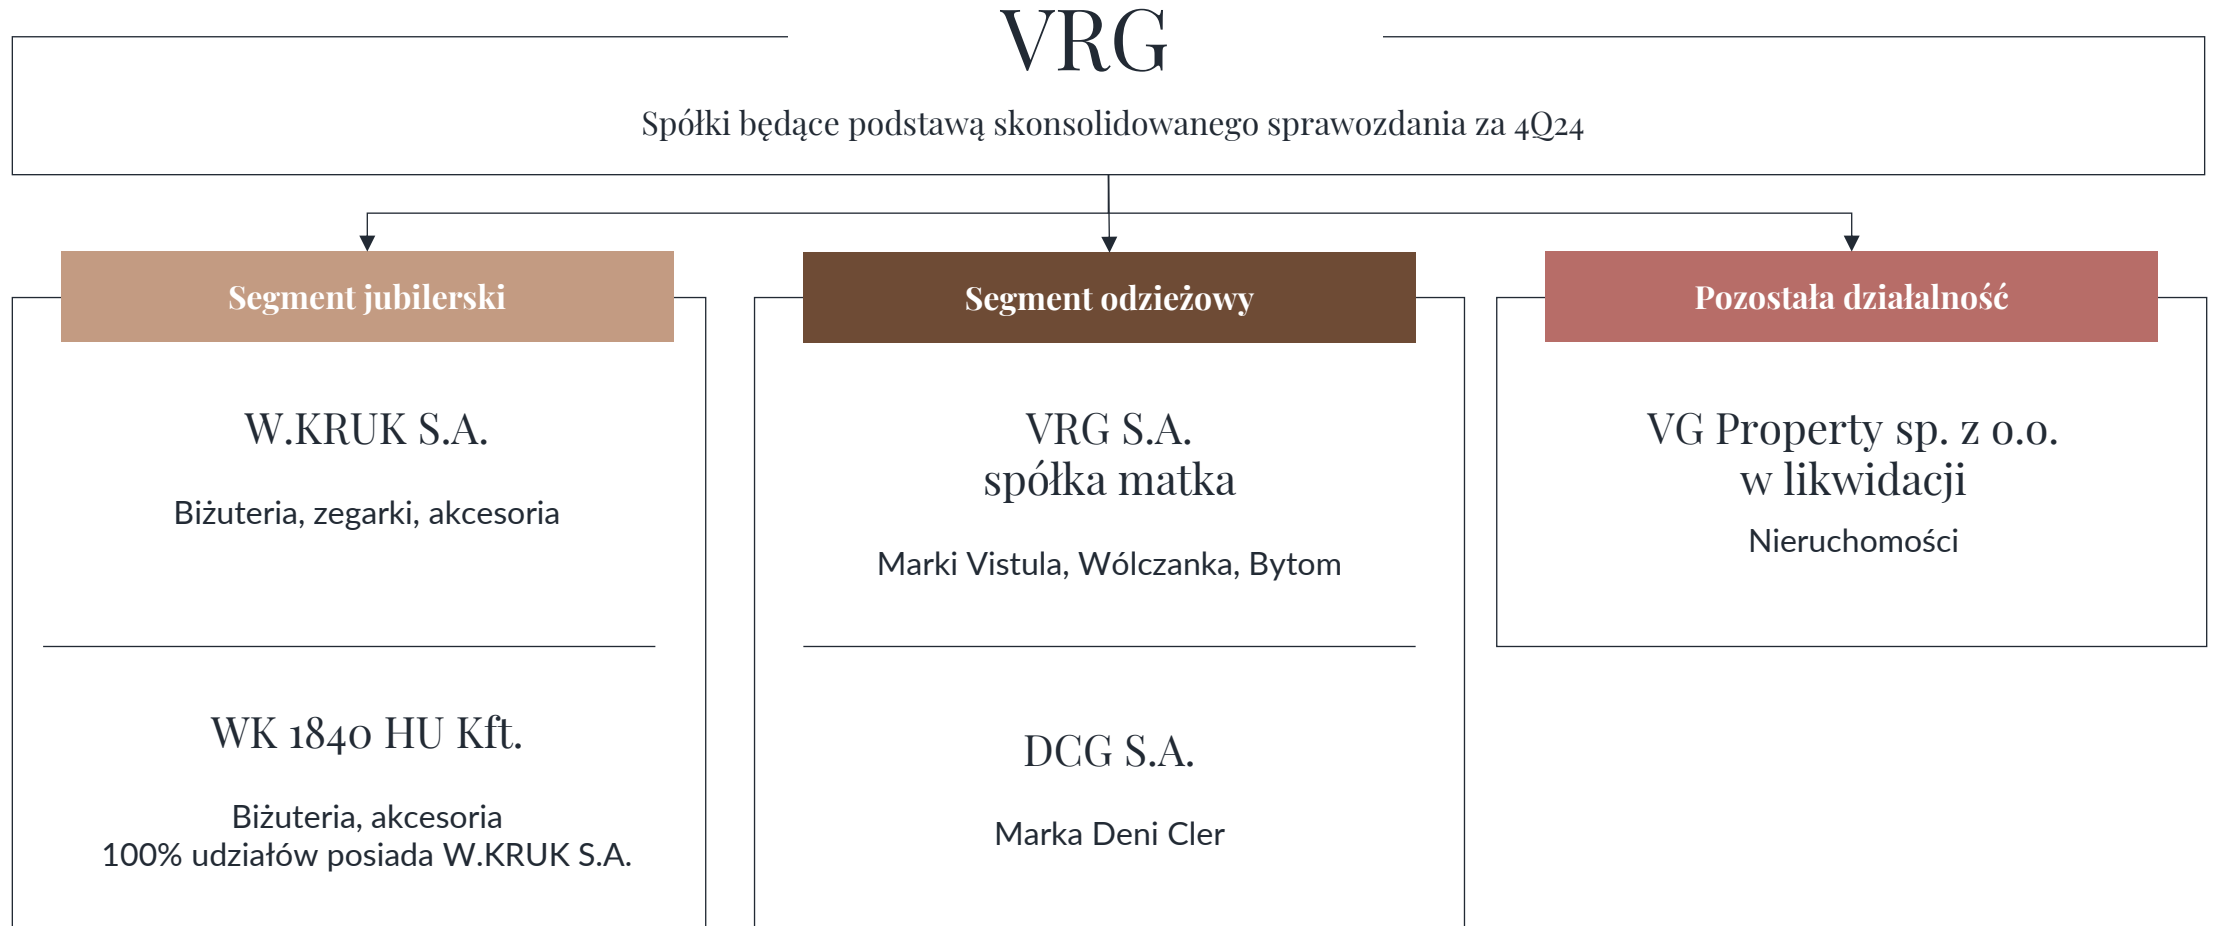 VRG
Spółki będące podstawą skonsolidowanego sprawozdania za 4Q24
Segment jubilerski
W.KRUK S.A.
Biżuteria, zegarki, akcesoria
WK 1840 HU Kft.
Biżuteria, akcesoria
100% udziałów posiada W.KRUK S.A.
Segment odzieżowy
VRG S.A.
spółka matka
Marki Vistula, Wólczanka, Bytom
DCG S.A.
Marka Deni Cler
Pozostała działalność
VG Property sp. z o.o.
w likwidacji
Nieruchomości